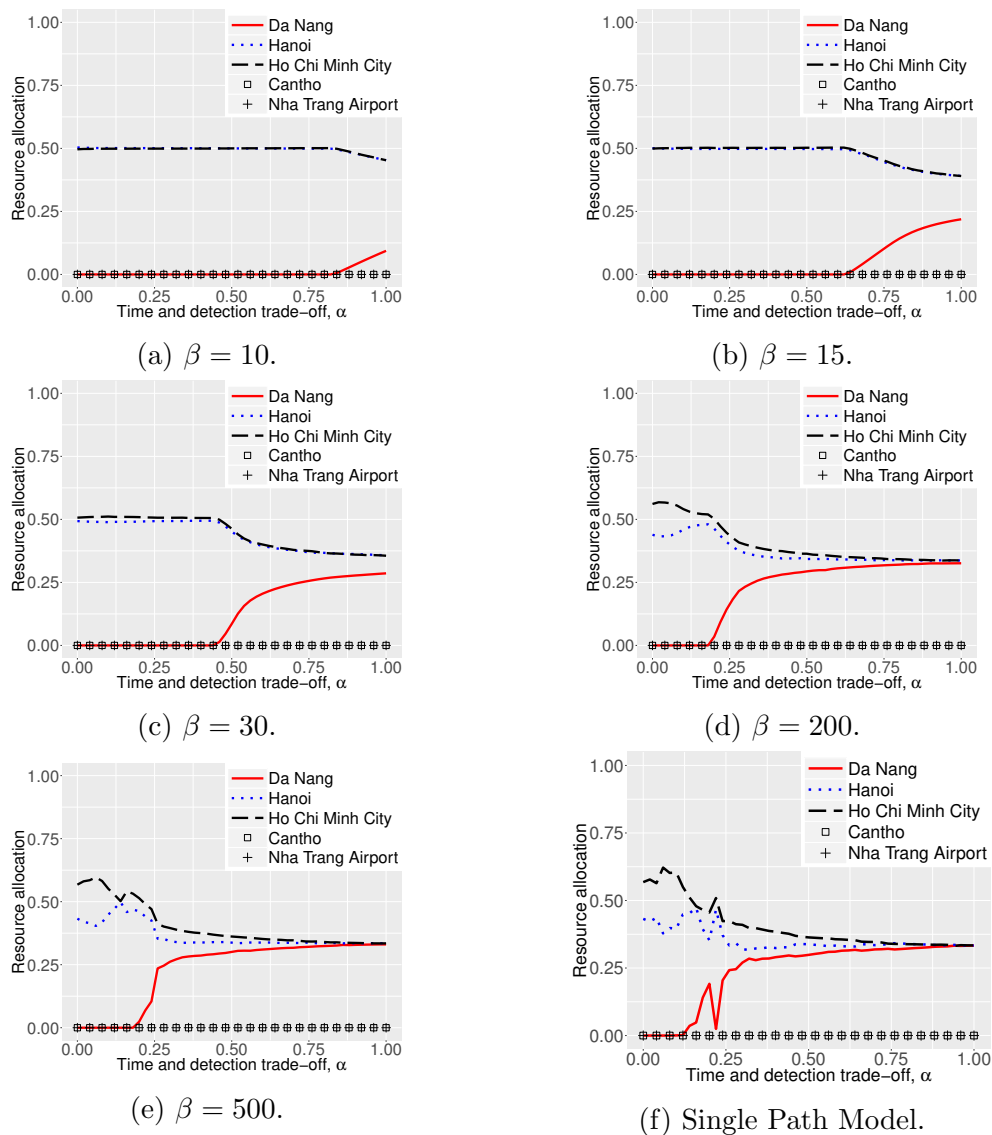 1.00
0.75
0.50
0.25
0.00
Resource allocation
Da Nang
Hanoi
Ho Chi Minh City
Cantho
Nha Trang Airport
0.00 0.25 0.50 0.75 1.00
Time and detection trade−off, α
(a) β = 10.
1.00
0.75
0.50
0.25
0.00
Resource allocation
Da Nang
Hanoi
Ho Chi Minh City
Cantho
Nha Trang Airport
0.00 0.25 0.50 0.75 1.00
Time and detection trade−off, α
(b) β = 15.
1.00
0.75
0.50
0.25
0.00
Resource allocation
Da Nang
Hanoi
Ho Chi Minh City
Cantho
Nha Trang Airport
0.00 0.25 0.50 0.75 1.00
Time and detection trade−off, α
(c) β = 30.
1.00
0.75
0.50
0.25
0.00
Resource allocation
Da Nang
Hanoi
Ho Chi Minh City
Cantho
Nha Trang Airport
0.00 0.25 0.50 0.75 1.00
Time and detection trade−off, α
(d) β = 200.
1.00
0.75
0.50
0.25
0.00
Resource allocation
Da Nang
Hanoi
Ho Chi Minh City
Cantho
Nha Trang Airport
0.00 0.25 0.50 0.75 1.00
Time and detection trade−off, α
(e) β = 500.
1.00
0.75
0.50
0.25
0.00
Resource allocation
Da Nang
Hanoi
Ho Chi Minh City
Cantho
Nha Trang Airport
0.00 0.25 0.50 0.75 1.00
Time and detection trade−off, α
(f) Single Path Model.